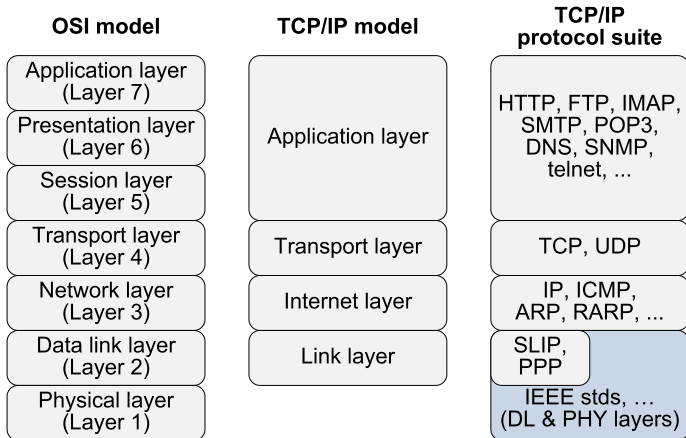 OSI model
Application layer
(Layer 7)
Presentation layer
(Layer 6)
Session layer
(Layer 5)
Transport layer
(Layer 4)
Network layer
(Layer 3)
Data link layer
(Layer 2)
Physical layer
(Layer 1)
TCP/IP model
Application layer
Transport layer
Internet layer
Link layer
TCP/IP
protocol suite
HTTP, FTP, IMAP,
SMTP, POP3,
DNS, SNMP,
telnet, ...
TCP, UDP
IP, ICMP,
ARP, RARP, ...
SLIP,
PPP
IEEE stds, …
(DL & PHY layers)